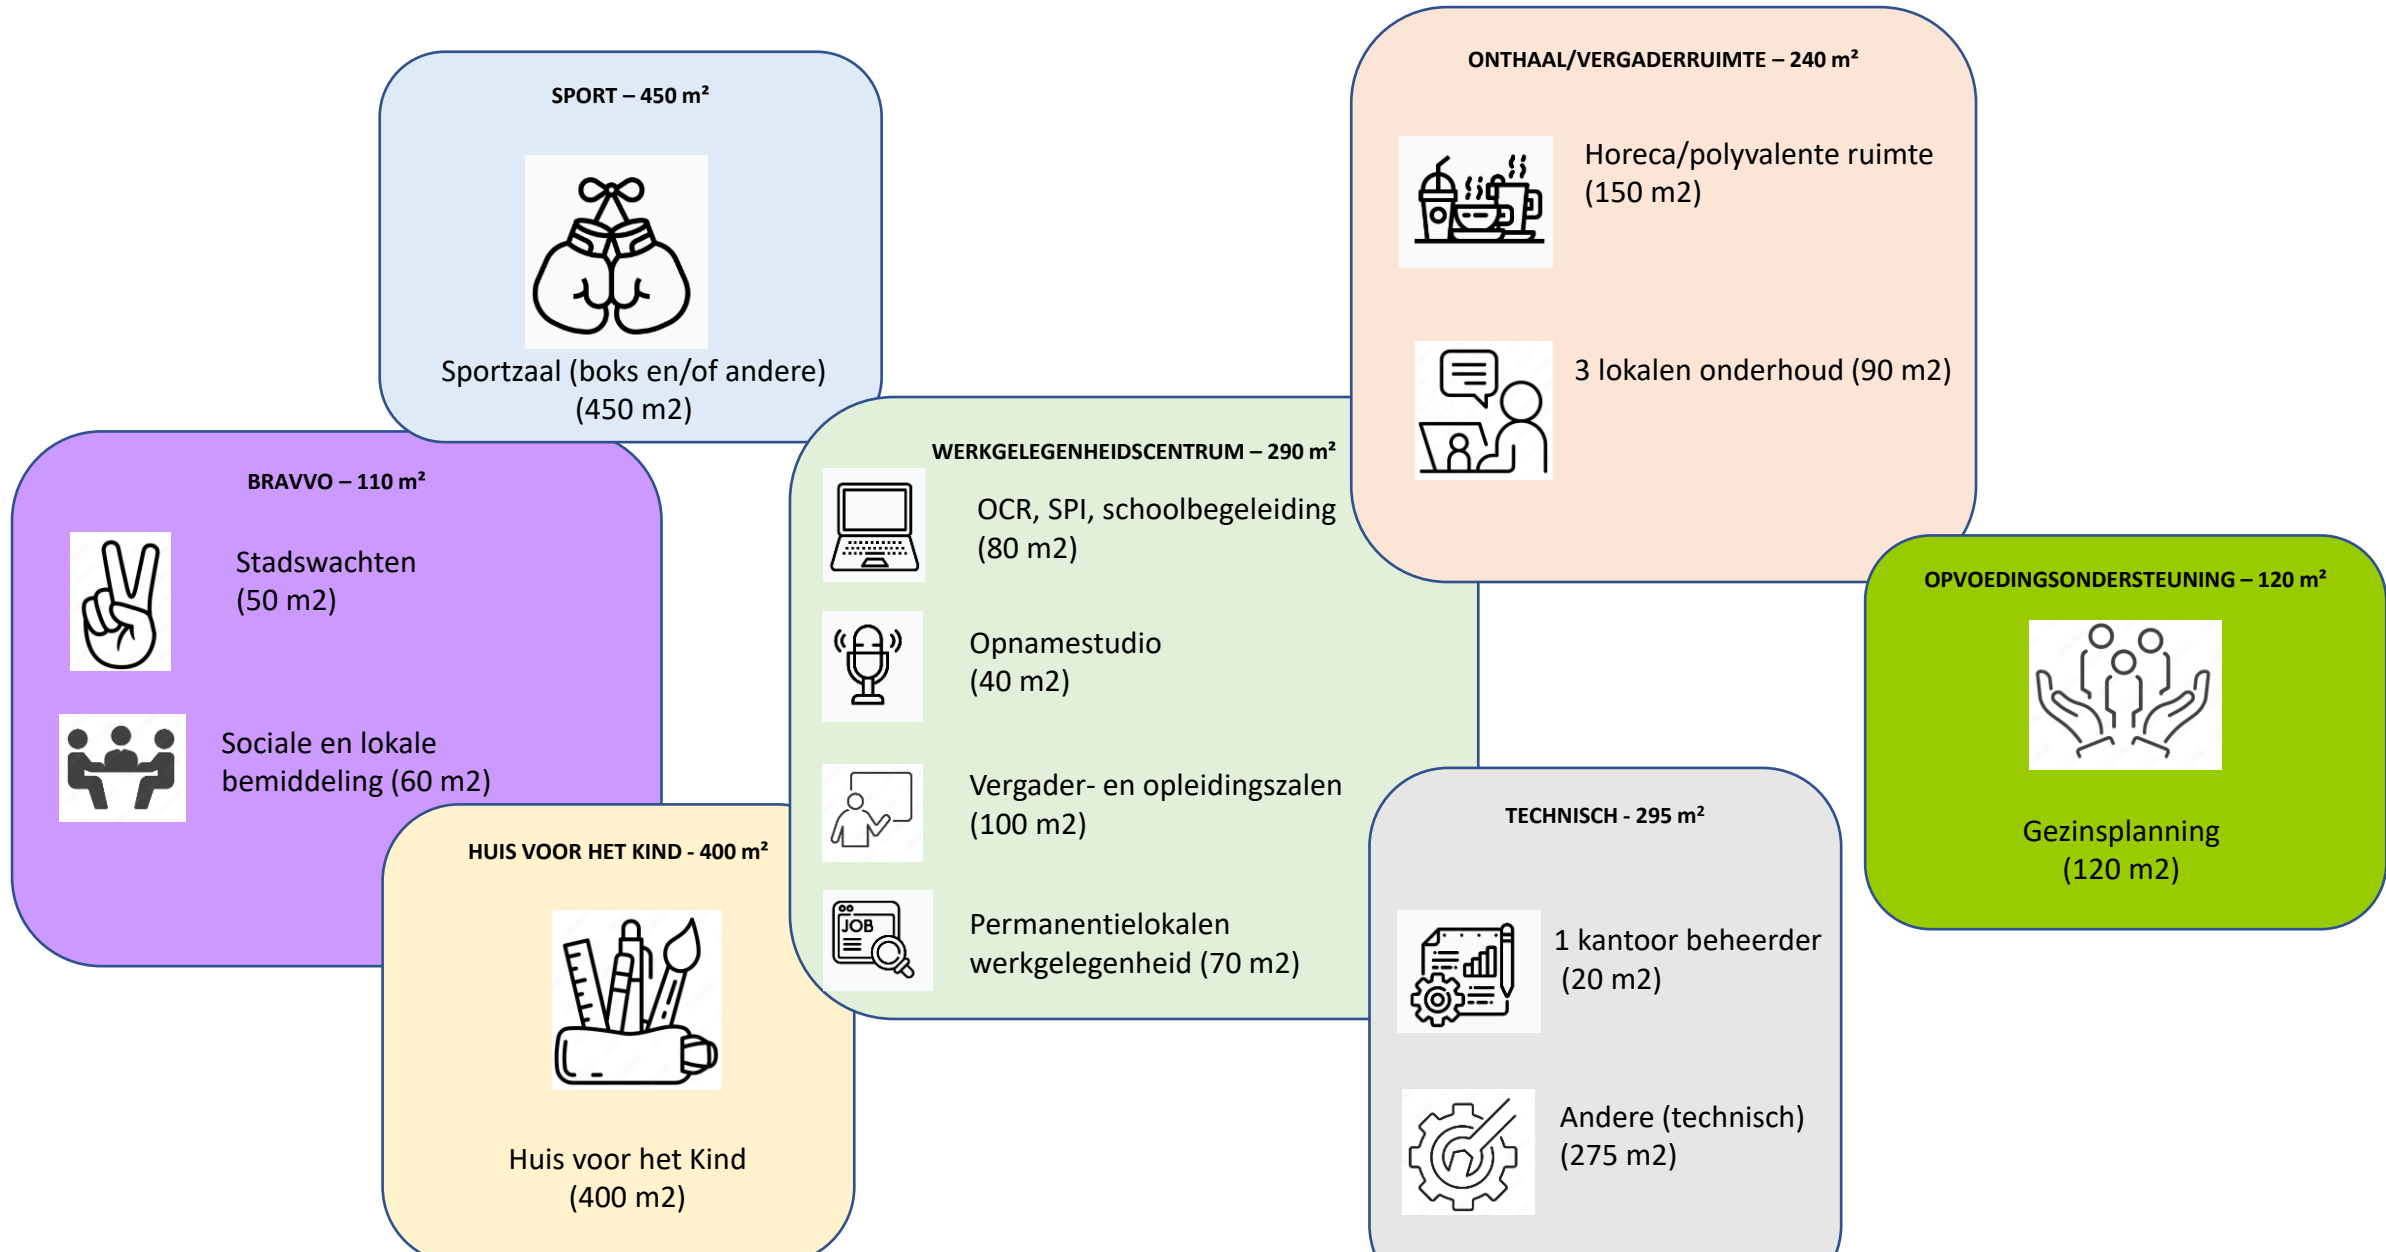 SPORT – 450 m²
Sportzaal (boks en/of andere)
(450 m2)
ONTHAAL/VERGADERRUIMTE – 240 m²
Horeca/polyvalente ruimte
(150 m2)
3 lokalen onderhoud (90 m2)
BRAVVO – 110 m²
Stadswachten
(50 m2)
Sociale en lokale
bemiddeling (60 m2)
WERKGELEGENHEIDSCENTRUM – 290 m²
OCR, SPI, schoolbegeleiding
(80 m2)
Opnamestudio
(40 m2)
Vergader- en opleidingszalen
(100 m2)
JOB
Permanentielokalen
werkgelegenheid (70 m2)
OPVOEDINGSONDERSTEUNING – 120 m²
Gezinsplanning
(120 m2)
HUIS VOOR HET KIND - 400 m²
Huis voor het Kind
(400 m2)
TECHNISCH - 295 m²
1 kantoor beheerder
(20 m2)
Andere (technisch)
(275 m2)